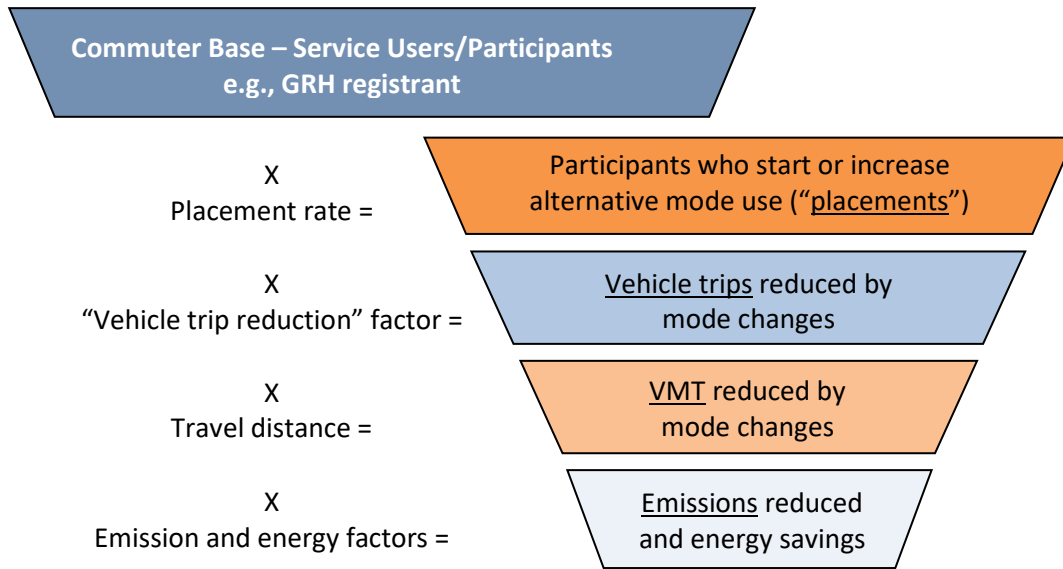 Commuter Base – Service Users/Participants
e.g., GRH registrant
X
Placement rate =
Participants who start or increase
alternative mode use (“placements”)
X
“Vehicle trip reduction” factor =
Vehicle trips reduced by
mode changes
X
Travel distance =
VMT reduced by
mode changes
X
Emission and energy factors =
Emissions reduced
and energy savings